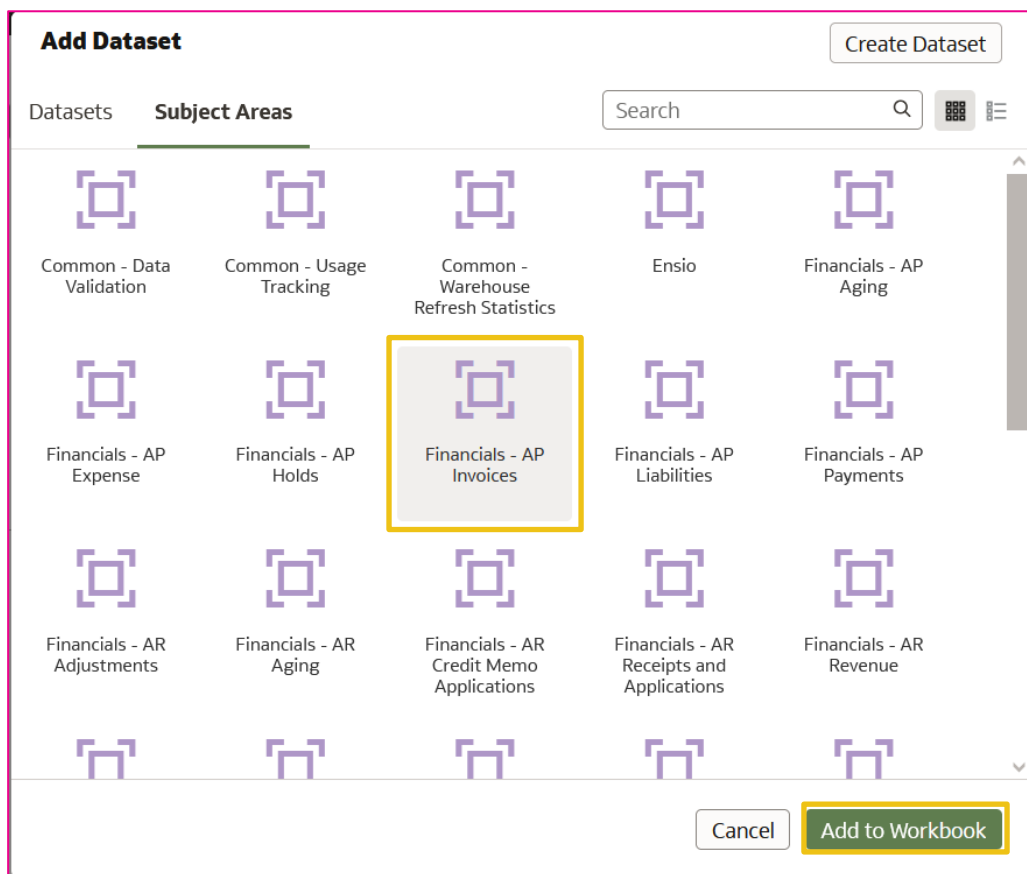 Add Dataset
Create Dataset
Datasets
Subject Areas
Search
Common - Data
Validation
Common - Usage
Tracking
Common -
Warehouse
Refresh Statistics
Ensio
Financials - AP
Aging
Financials - AP
Expense
Financials - AP
Holds
Financials - AP
Invoices
Financials - AP
Liabilities
Financials - AP
Payments
Financials - AR
Adjustments
Financials - AR
Aging
Financials - AR
Credit Memo
Applications
Financials - AR
Receipts and
Applications
Financials - AR
Revenue
Cancel
Add to Workbook